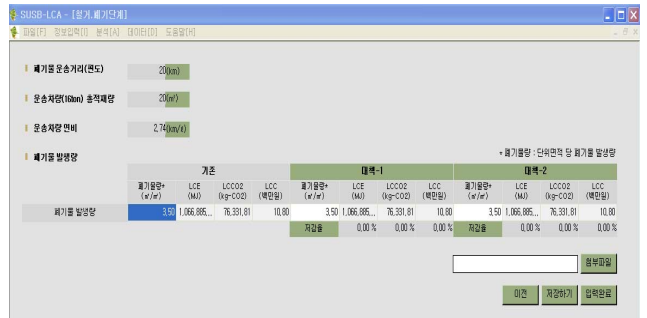 SUSB-LCA - [철거.폐기단계]
파일[F] 정보입력[I] 분석[A] 데이터[D] 도움말[H]
폐기물 운송거리(편도) 20 (km)
운송차량(16ton) 총적재량 20 (㎥)
운송차량 연비 2,74 (km/ℓ)
폐기물 발생량 * 폐기물량 : 단위면적 당 폐기물 발생량
기존 대책-1 대책-2
폐기물량* LCE LCCO2 LCC 폐기물량* LCE LCCO2 LCC 폐기물량* LCE LCCO2 LCC
(㎥/㎡) (MJ) (kg-CO2) (백만원) (㎥/㎡) (MJ) (kg-CO2) (백만원) (㎥/㎡) (MJ) (kg-CO2) (백만원)
폐기물 발생량 3,50 1,066,885,... 76,331,81 10,80 3,50 1,066,885,... 76,331,81 10,80 3,50 1,066,885,... 76,331,81 10,80
저감율 0,00 % 0,00 % 0,00 % 저감율 0,00 % 0,00 % 0,00 %
첨부파일
이전 저장하기 입력완료